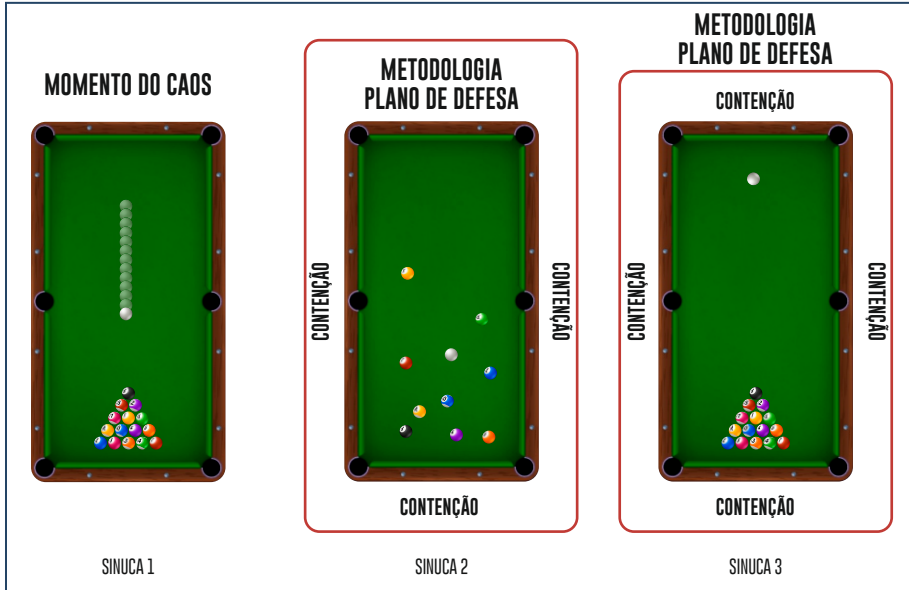 MOMENTO DO CAOS
SINUCA 1
METODOLOGIA
PLANO DE DEFESA
CONTENÇÃO
CONTENÇÃO
CONTENÇÃO
SINUCA 2
METODOLOGIA
PLANO DE DEFESA
CONTENÇÃO
CONTENÇÃO
CONTENÇÃO
CONTENÇÃO
SINUCA 3